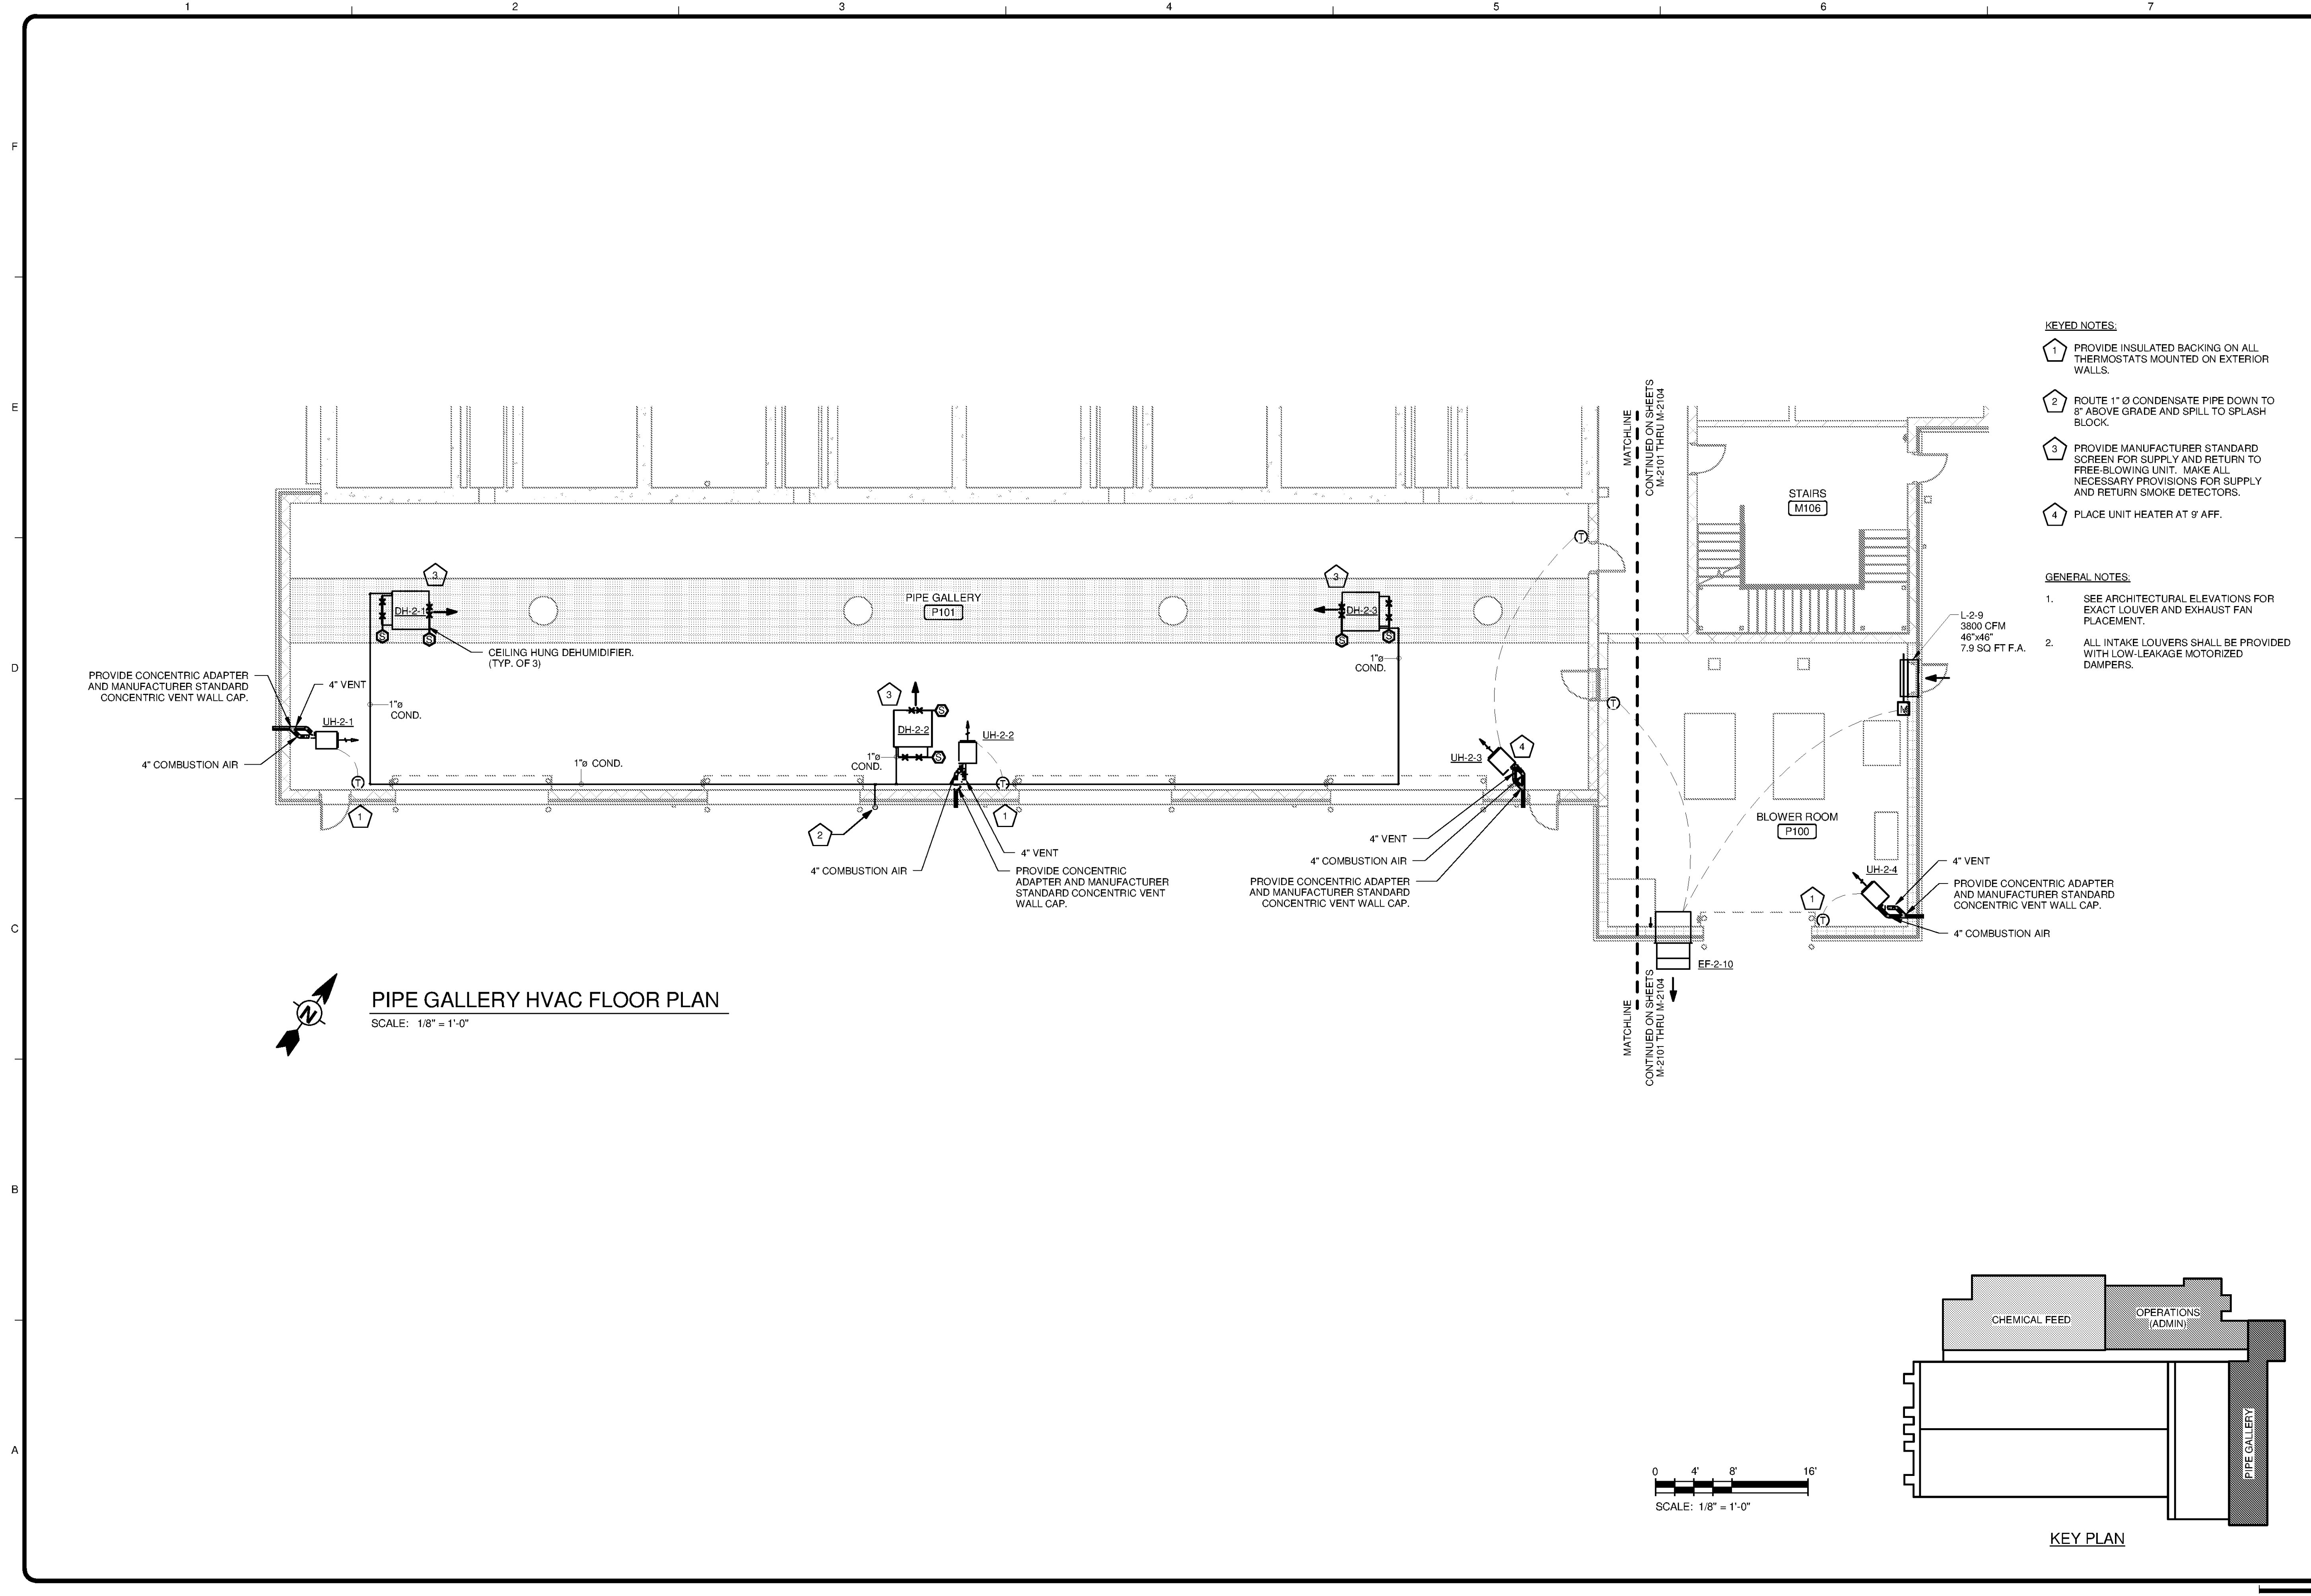 1 2 3 4 5 6 7
F
E
D
C
B
A
KEYED NOTES:
1 PROVIDE INSULATED BACKING ON ALL
THERMOSTATS MOUNTED ON EXTERIOR
WALLS.
2 ROUTE 1" Ø CONDENSATE PIPE DOWN TO
8" ABOVE GRADE AND SPILL TO SPLASH
BLOCK.
3 PROVIDE MANUFACTURER STANDARD
SCREEN FOR SUPPLY AND RETURN TO
FREE-BLOWING UNIT. MAKE ALL
NECESSARY PROVISIONS FOR SUPPLY
AND RETURN SMOKE DETECTORS.
4 PLACE UNIT HEATER AT 9' AFF.
GENERAL NOTES:
1. SEE ARCHITECTURAL ELEVATIONS FOR
EXACT LOUVER AND EXHAUST FAN
PLACEMENT.
2. ALL INTAKE LOUVERS SHALL BE PROVIDED
WITH LOW-LEAKAGE MOTORIZED
DAMPERS.
MATCHLINE
CONTINUED ON SHEETS
M-2101 THRU M-2104
STAIRS
M106
T
3
DH-2-1
S
S
CEILING HUNG DEHUMIDIFIER.
(TYP. OF 3)
PIPE GALLERY
P101
3
DH-2-3
S
S
1"ø
COND.
L-2-9
3800 CFM
46"x46"
7.9 SQ FT F.A.
M
T
PROVIDE CONCENTRIC ADAPTER
AND MANUFACTURER STANDARD
CONCENTRIC VENT WALL CAP.
4" VENT
UH-2-1
4" COMBUSTION AIR
1"ø
COND.
T
1
1"ø COND.
3
DH-2-2
S
S
1"ø
COND.
UH-2-2
T
1
2
4" COMBUSTION AIR
4" VENT
PROVIDE CONCENTRIC
ADAPTER AND MANUFACTURER
STANDARD CONCENTRIC VENT
WALL CAP.
UH-2-3
4
4" VENT
4" COMBUSTION AIR
PROVIDE CONCENTRIC ADAPTER
AND MANUFACTURER STANDARD
CONCENTRIC VENT WALL CAP.
BLOWER ROOM
P100
UH-2-4
1
T
4" VENT
PROVIDE CONCENTRIC ADAPTER
AND MANUFACTURER STANDARD
CONCENTRIC VENT WALL CAP.
4" COMBUSTION AIR
EF-2-10
MATCHLINE
CONTINUED ON SHEETS
M-2101 THRU M-2104
N
PIPE GALLERY HVAC FLOOR PLAN
SCALE: 1/8" = 1'-0"
0 4' 8' 16'
SCALE: 1/8" = 1'-0"
CHEMICAL FEED
OPERATIONS
(ADMIN)
PIPE GALLERY
KEY PLAN